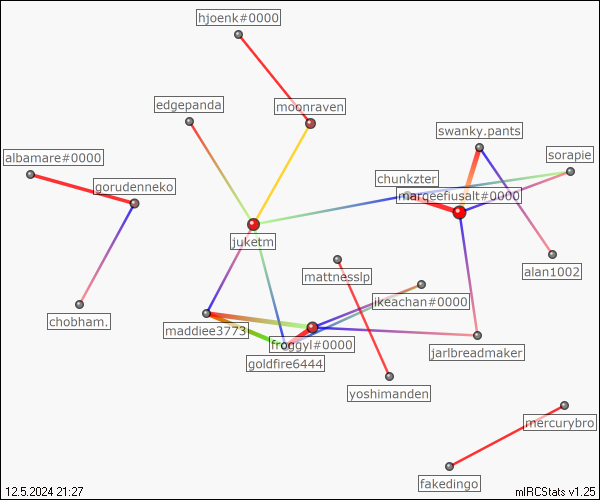 hjoenk#0000
edgepanda
moonraven
swanky.pants
albamare#0000
sorapie
gorudenneko
chunkzter
marqeefiusalt#0000
juketm
alan1002
mattnesslp
ikeachan#0000
chobham.
maddiee3773
froggyl#0000
jarlbreadmaker
goldfire6444
yoshimanden
mercurybro
fakedingo
12.5.2024 21:27
mIRCStats v1.25